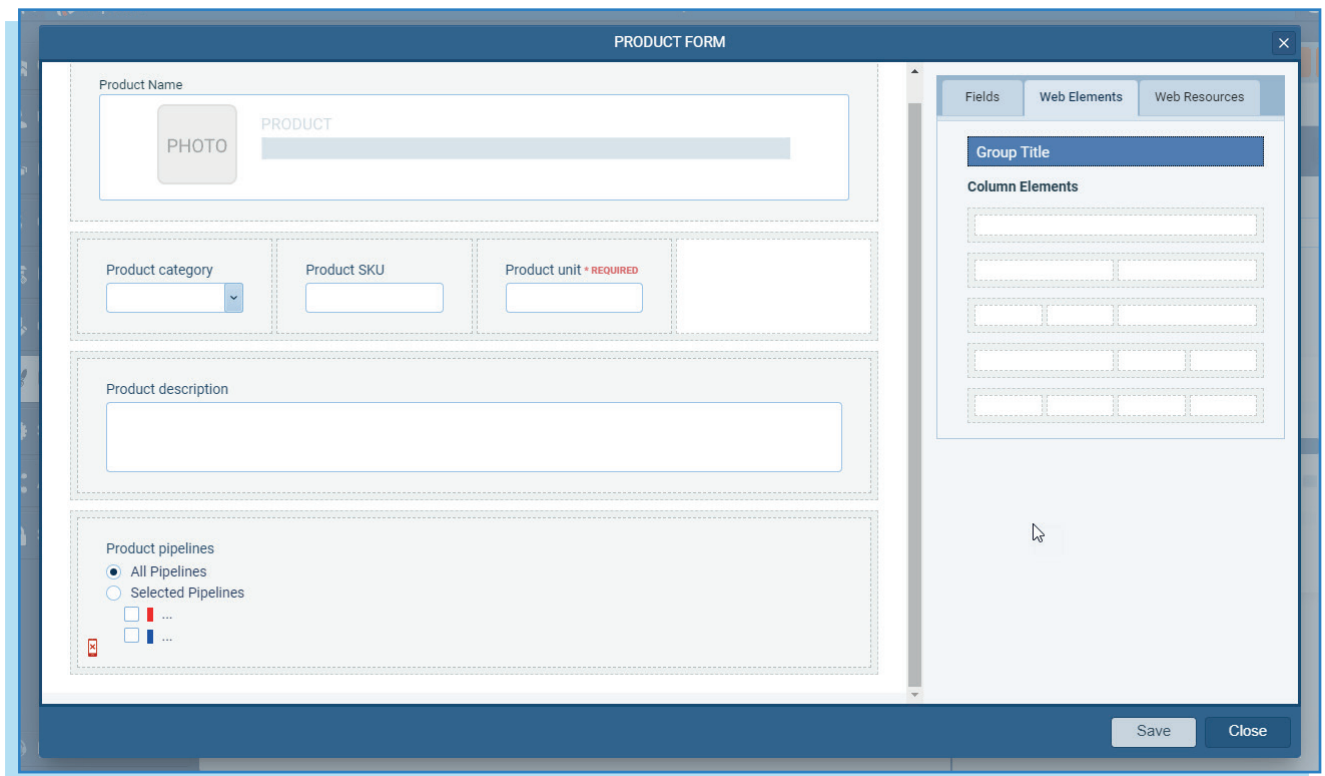 PRODUCT FORM
Product Name
PHOTO
PRODUCT
Product category
Product SKU
Product unit * REQUIRED
Product description
Product pipelines
All Pipelines
Selected Pipelines
...
...
Fields
Web Elements
Web Resources
Group Title
Column Elements
Save
Close